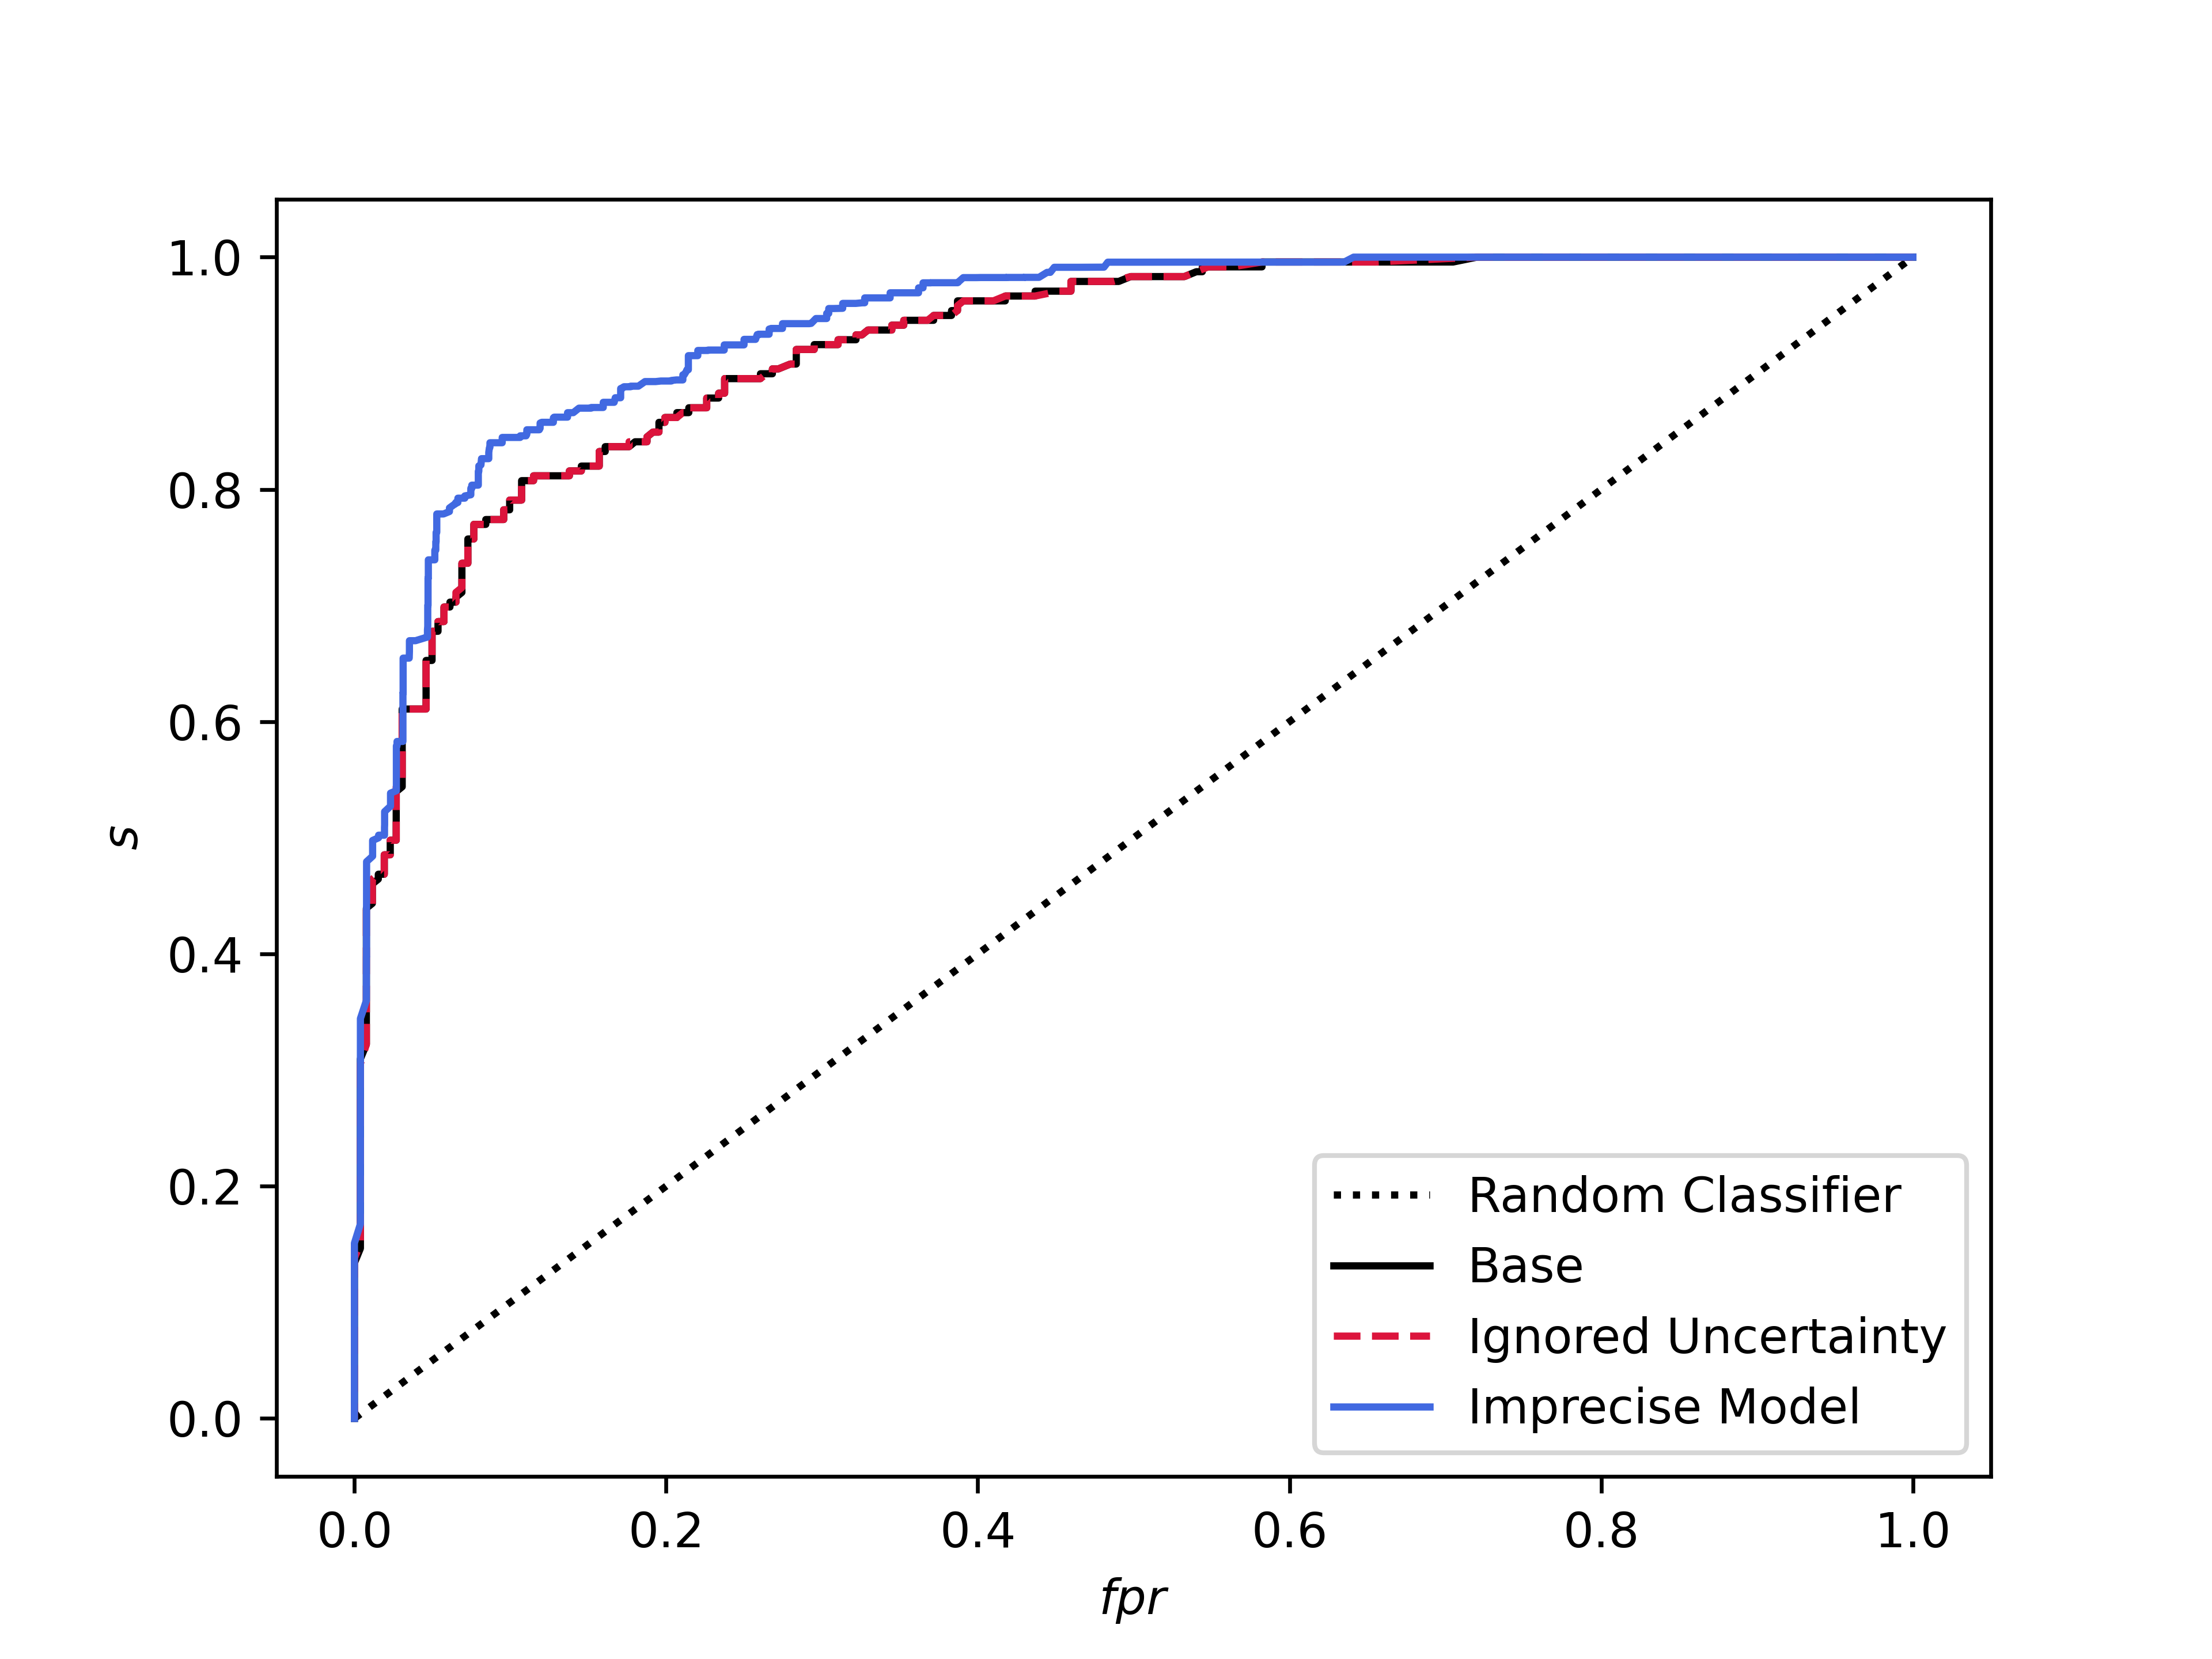 1.0
0.8
0.6
0.4
0.2
0.0
s
0.0 0.2 0.4 0.6 0.8 1.0
fpr
Random Classifier
Base
Ignored Uncertainty
Imprecise Model